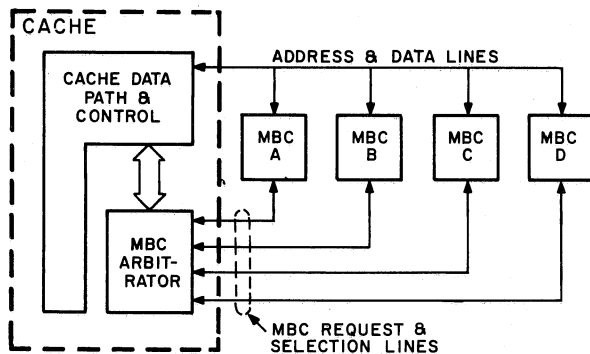 CACHE
CACHE DATA
PATH &
CONTROL
ADDRESS & DATA LINES
MBC
A
MBC
B
MBC
C
MBC
D
MBC
ARBIT-
RATOR
MBC REQUEST &
SELECTION LINES